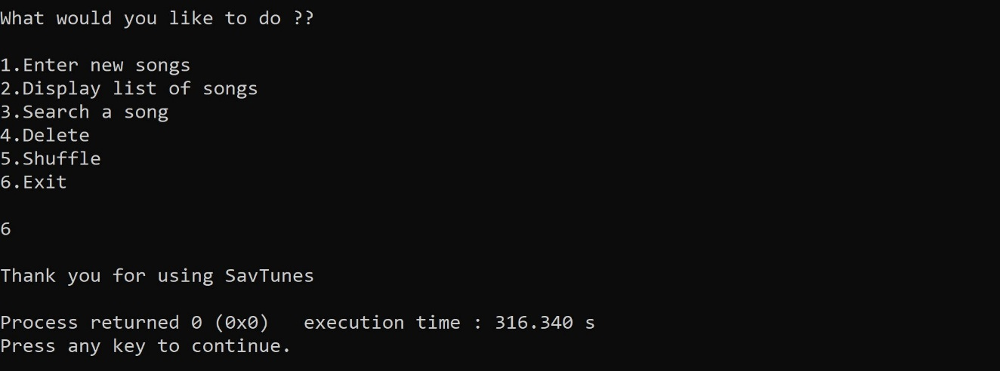 What would you like to do ??
1.Enter new songs
2.Display list of songs
3.Search a song
4.Delete
5.Shuffle
6.Exit
6
Thank you for using SavTunes
Process returned 0 (0x0)   execution time : 316.340 s
Press any key to continue.